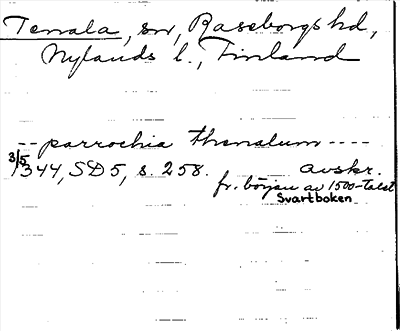 Tenala, sn, Raseborgs hd,
Nylands l., Finland
-- parrochia thenalum ----
3/5 1344, SD 5, s. 258. avskr.
fr. början av 1500-talet
Svartboken